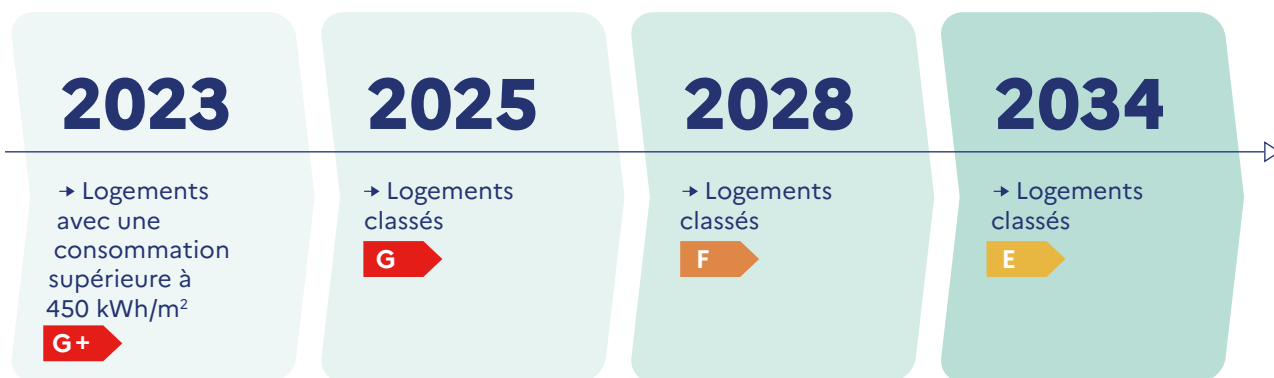 2023
→ Logements
avec une
consommation
supérieure à
450 kWh/m²
G+
2025
→ Logements
classés
G
2028
→ Logements
classés
F
2034
→ Logements
classés
E